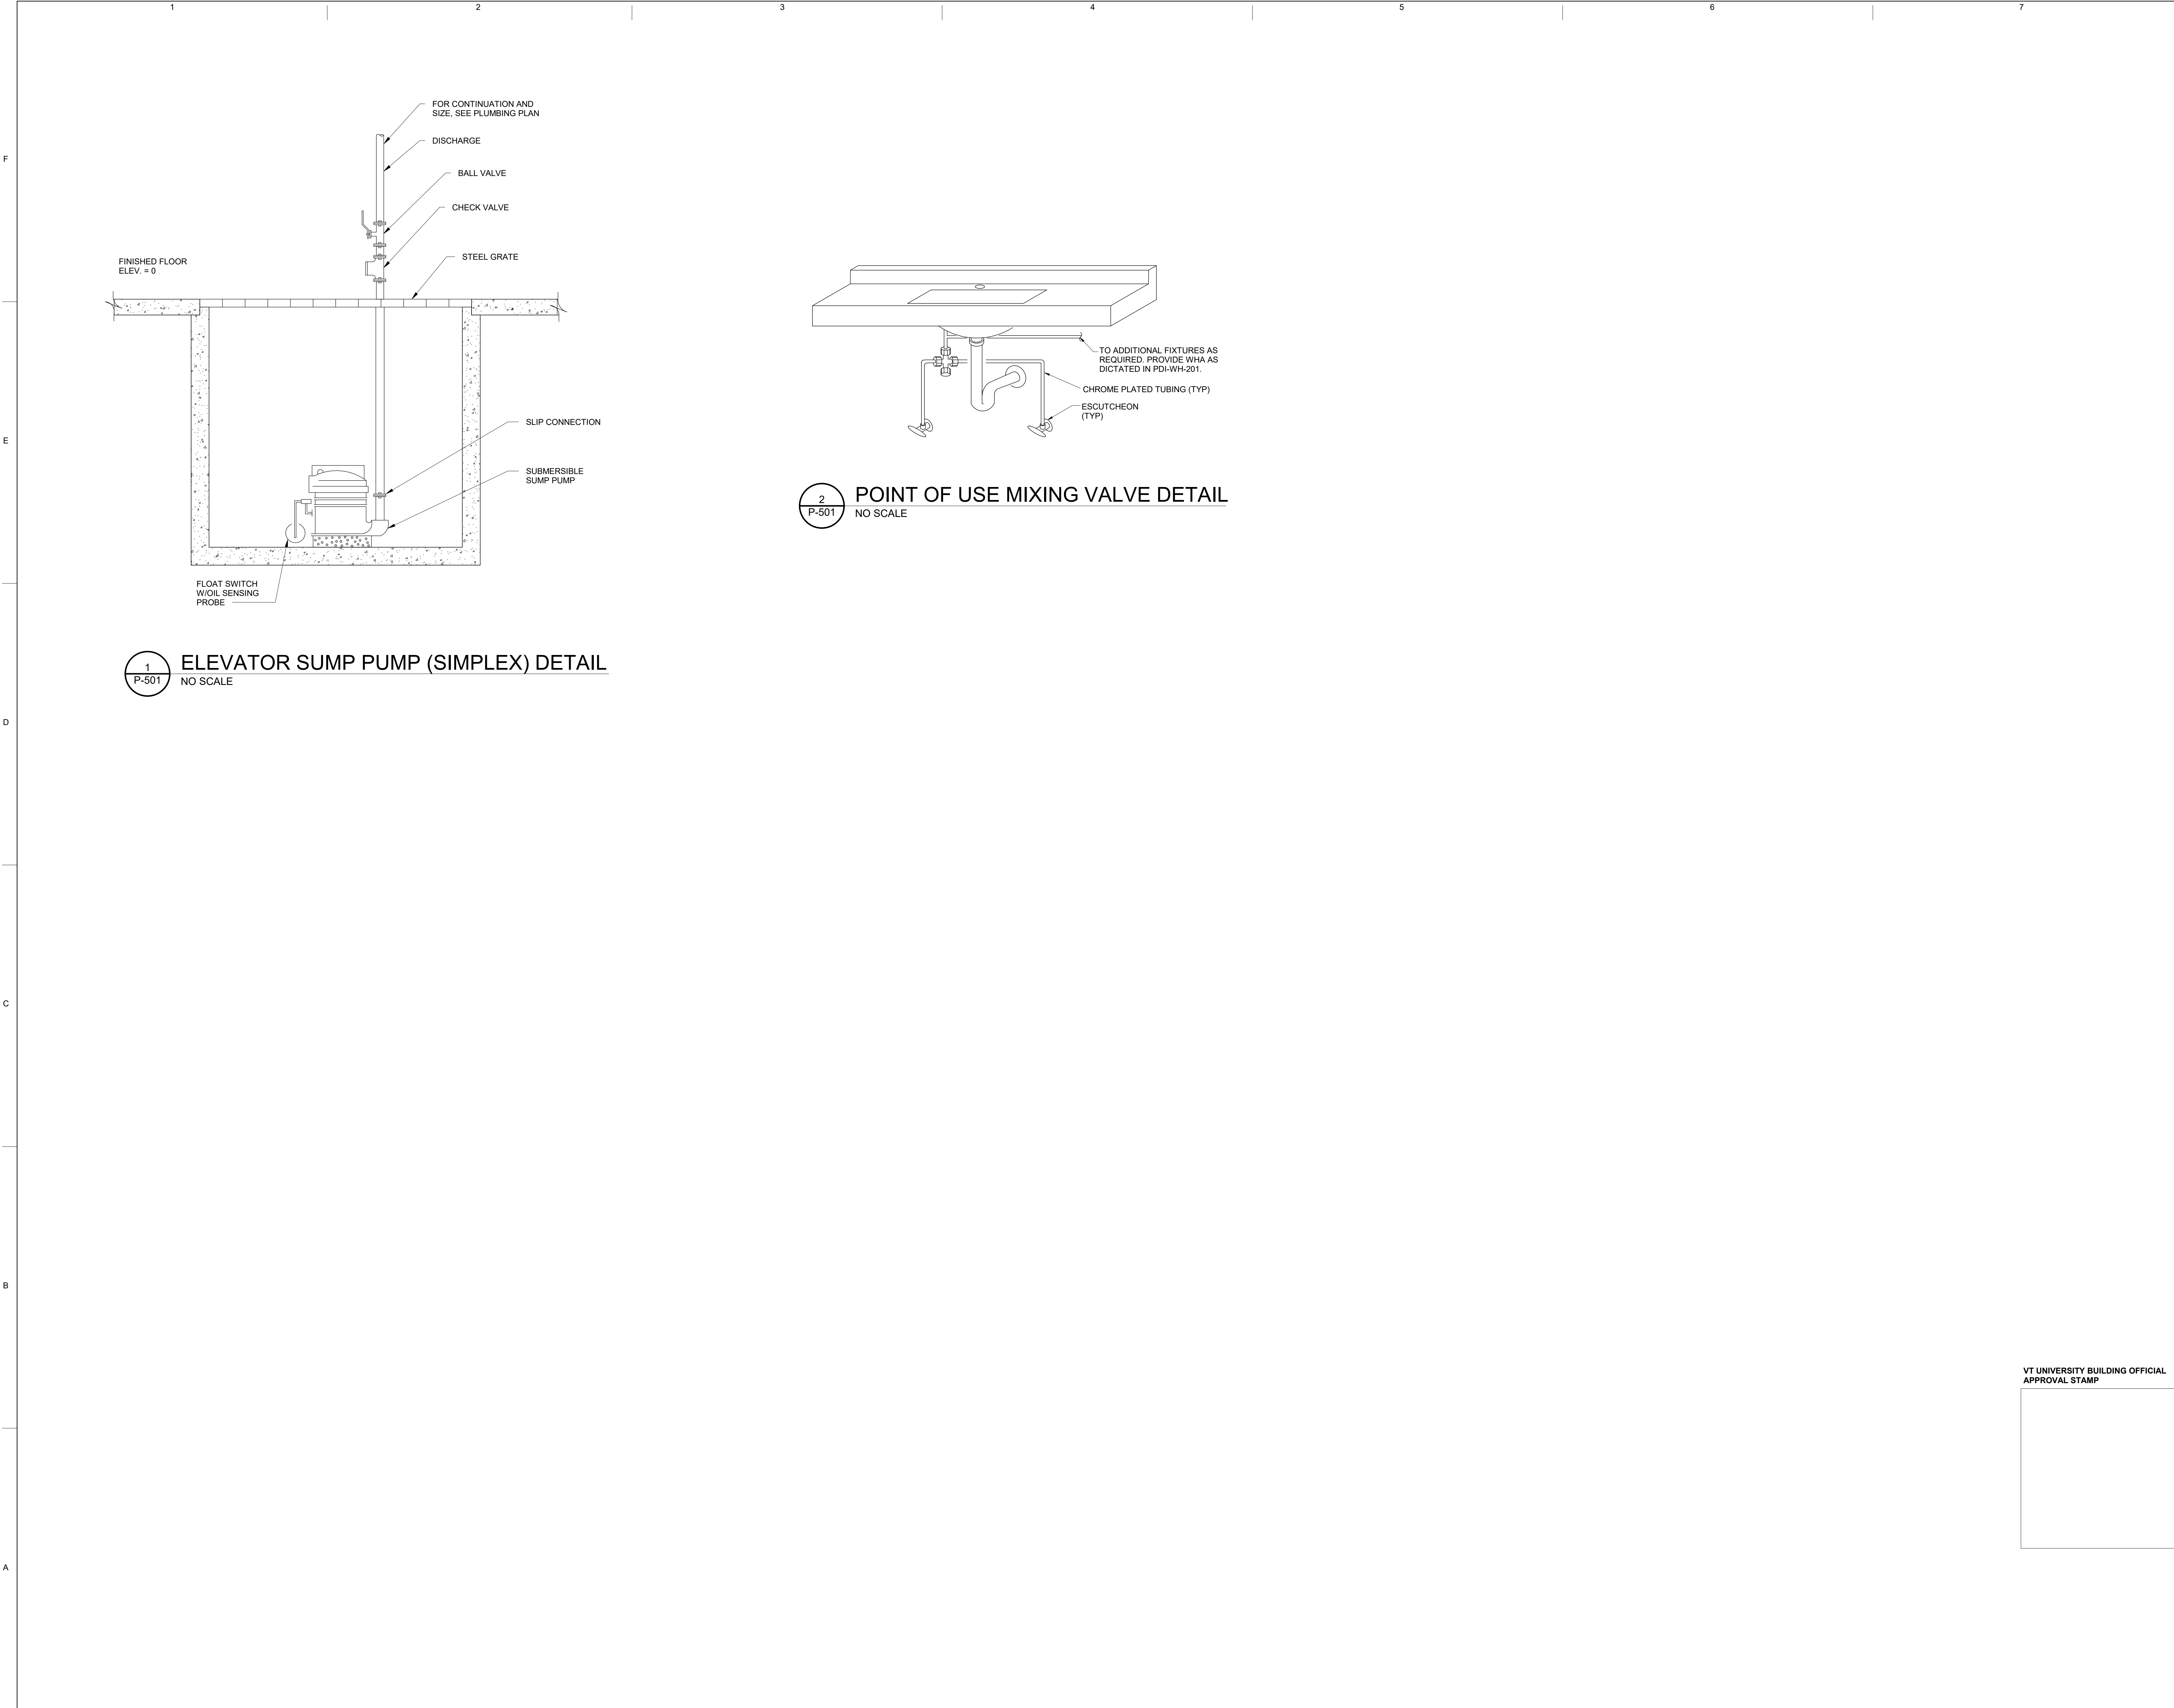 1
2
3
4
5
6
7
F
E
D
C
B
A
FOR CONTINUATION AND
SIZE, SEE PLUMBING PLAN
DISCHARGE
BALL VALVE
CHECK VALVE
STEEL GRATE
FINISHED FLOOR
ELEV. = 0
SLIP CONNECTION
SUBMERSIBLE
SUMP PUMP
FLOAT SWITCH
W/OIL SENSING
PROBE
1
P-501
ELEVATOR SUMP PUMP (SIMPLEX) DETAIL
NO SCALE
TO ADDITIONAL FIXTURES AS
REQUIRED. PROVIDE WHA AS
DICTATED IN PDI-WH-201.
CHROME PLATED TUBING (TYP)
ESCUTCHEON
(TYP)
2
P-501
POINT OF USE MIXING VALVE DETAIL
NO SCALE
VT UNIVERSITY BUILDING OFFICIAL
APPROVAL STAMP